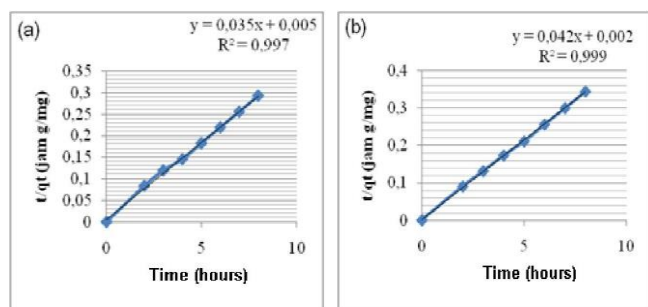 (a)
y = 0,035x + 0,005
R² = 0,997
t/qt (jam g/mg)
0,35
0,3
0,25
0,2
0,15
0,1
0,05
0
0 5 10
Time (hours)
(b)
y = 0,042x + 0,002
R² = 0,999
t/qt (jam g/mg)
0,4
0,3
0,2
0,1
0
0 5 10
Time (hours)